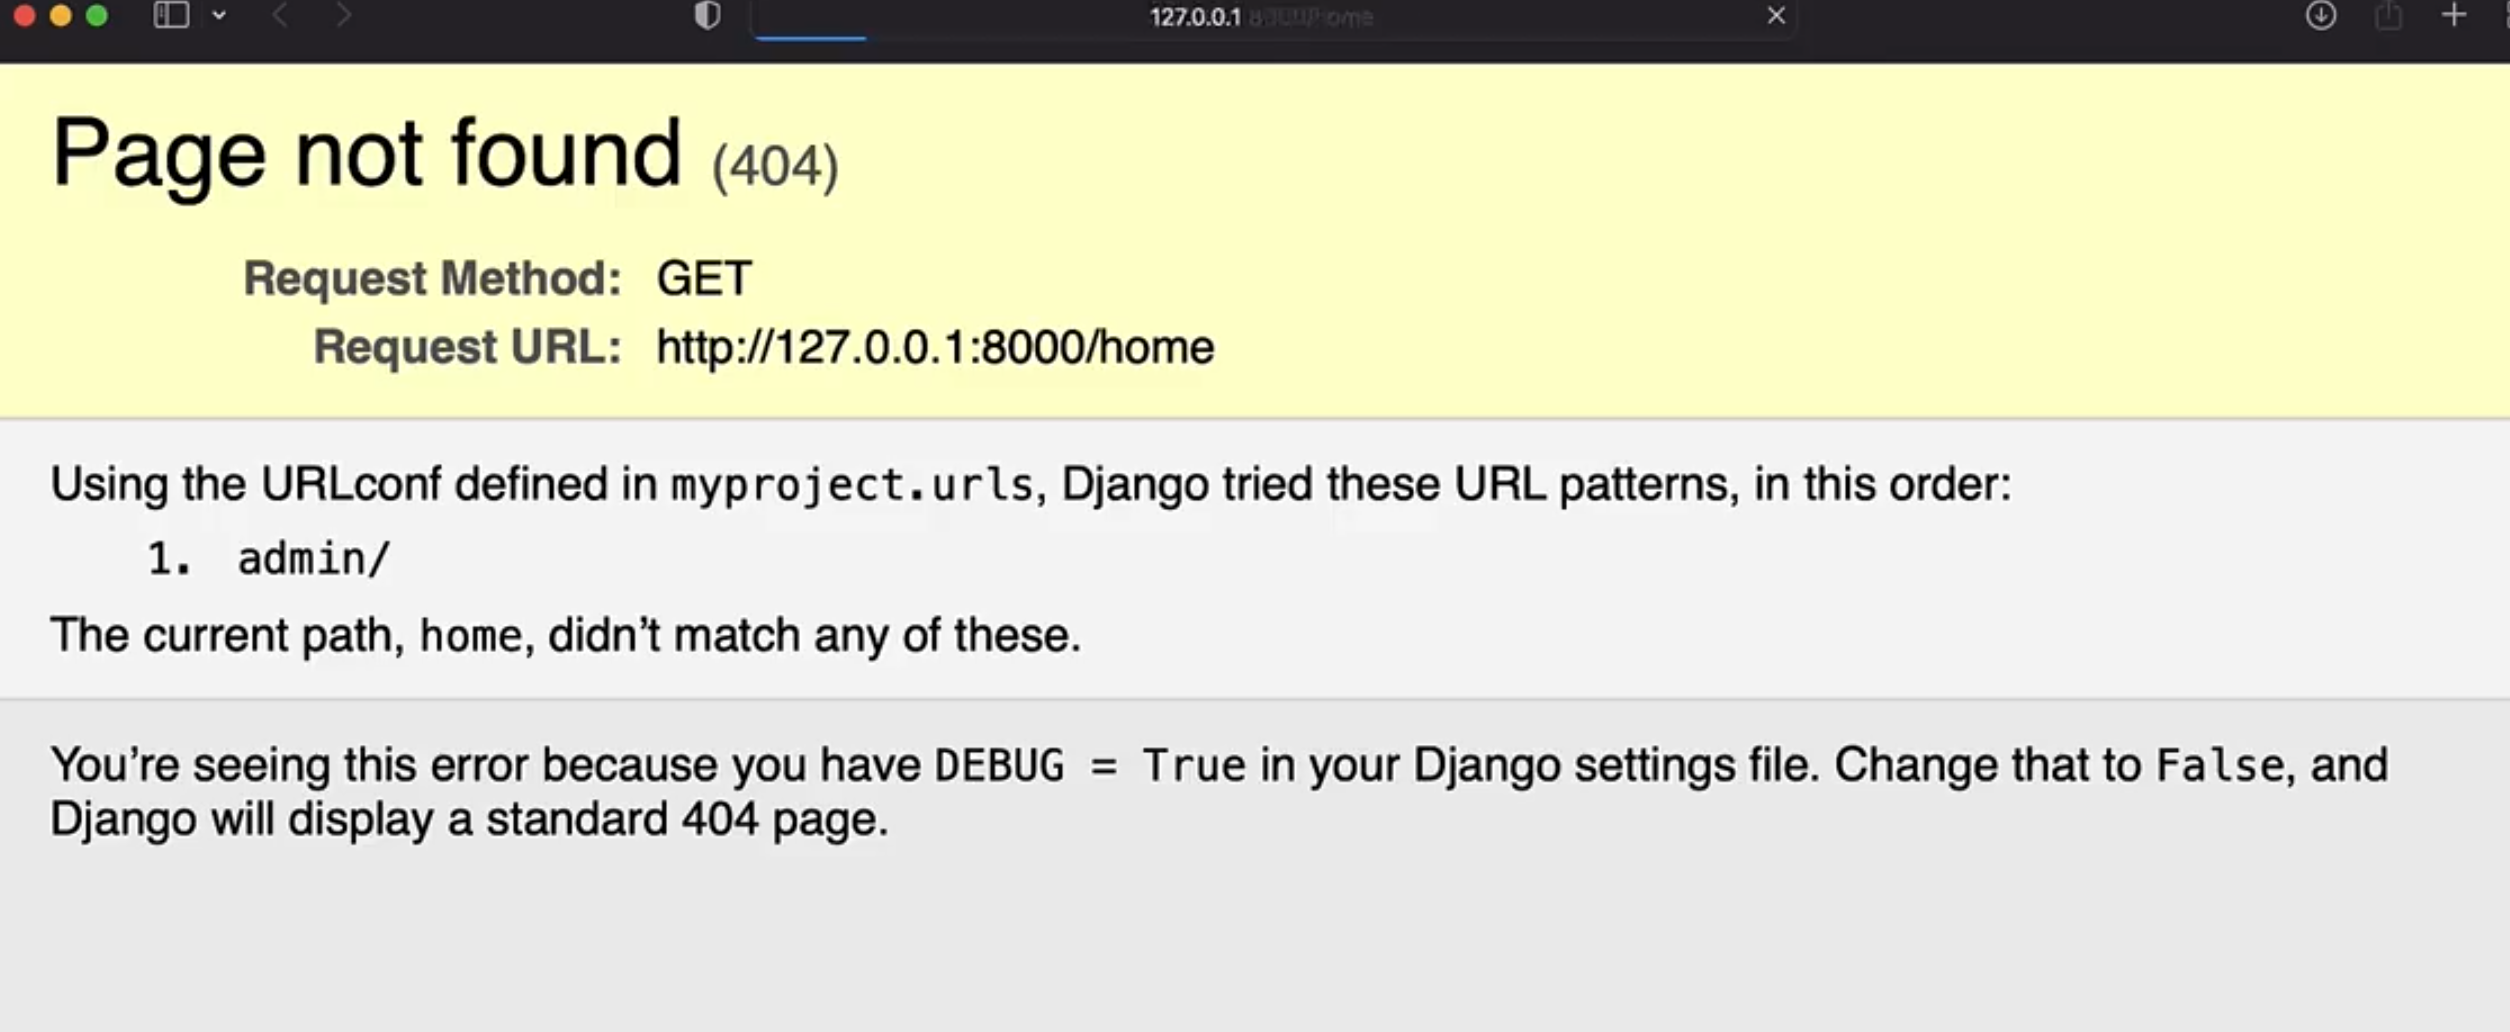 127.0.0.1
Page not found (404)
Request Method: GET
Request URL: http://127.0.0.1:8000/home
Using the URLconf defined in myproject.urls, Django tried these URL patterns, in this order:
1. admin/
The current path, home, didn’t match any of these.
You’re seeing this error because you have DEBUG = True in your Django settings file. Change that to False, and
Django will display a standard 404 page.